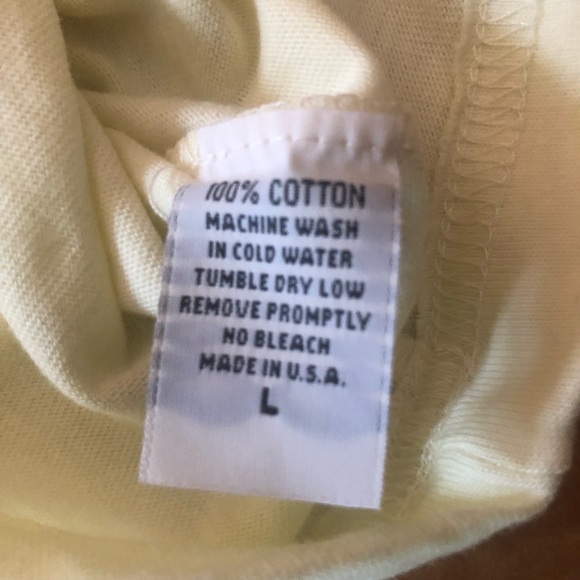 100% COTTON
MACHINE WASH
IN COLD WATER
TUMBLE DRY LOW
REMOVE PROMPTLY
NO BLEACH
MADE IN U.S.A.
L